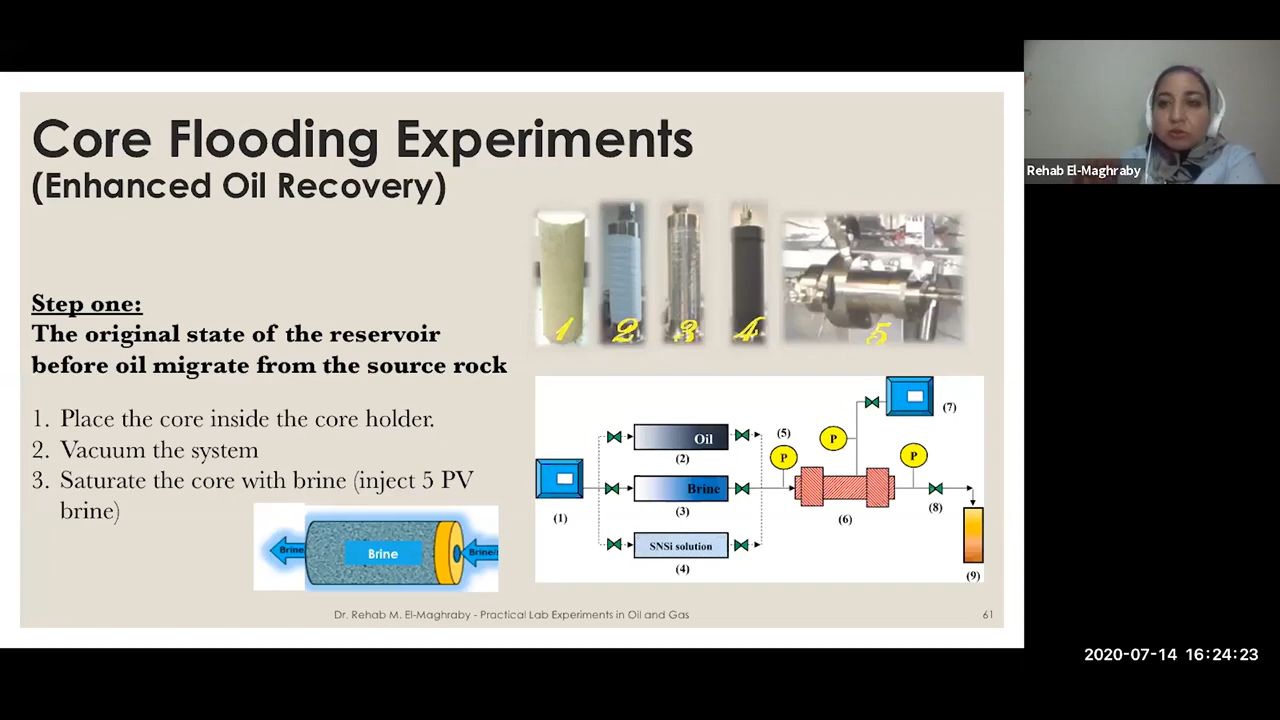 Core Flooding Experiments
(Enhanced Oil Recovery)
Rehab El-Maghraby
Step one:
The original state of the reservoir
before oil migrate from the source rock
1. Place the core inside the core holder.
2. Vacuum the system
3. Saturate the core with brine (inject 5 PV
brine)
Brine
Brine
Brine/
1
2
3
4
5
(1)
Oil
(2)
Brine
(3)
SNSi solution
(4)
(5)
P
P
(6)
(7)
P
(8)
(9)
Dr. Rehab M. El-Maghraby - Practical Lab Experiments in Oil and Gas
61
2020-07-14 16:24:23